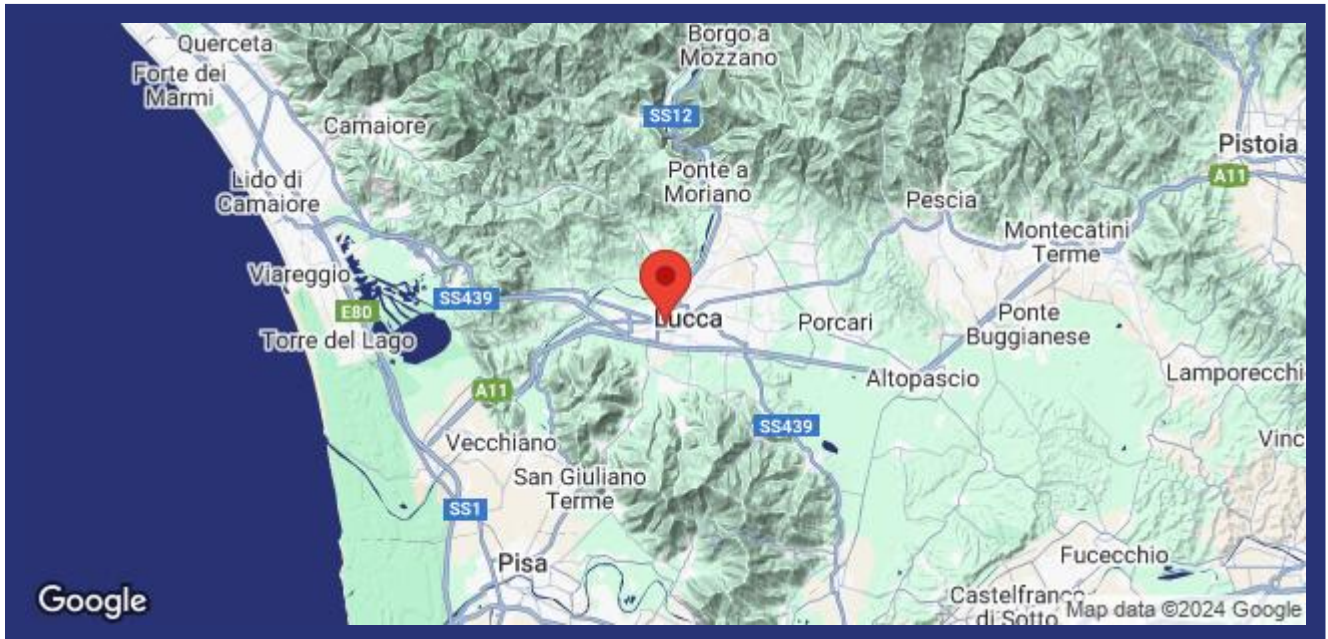 Querceta
Borgo a
Mozzano
Forte dei
Marmi
SS12
Camaiore
Pistoia
Ponte a
Moriano
A11
Lido di
Camaiore
Pescia
Montecatini
Terme
Viareggio
SS439
E80
Lucca
Porcari
Ponte
Buggianese
Torre del Lago
Altopascio
Lamporecchi
A11
SS439
Vecchiano
Vinc
San Giuliano
Terme
SS1
Pisa
Fucecchio
Castelfranco
di Sotto
Google
Map data ©2024 Google